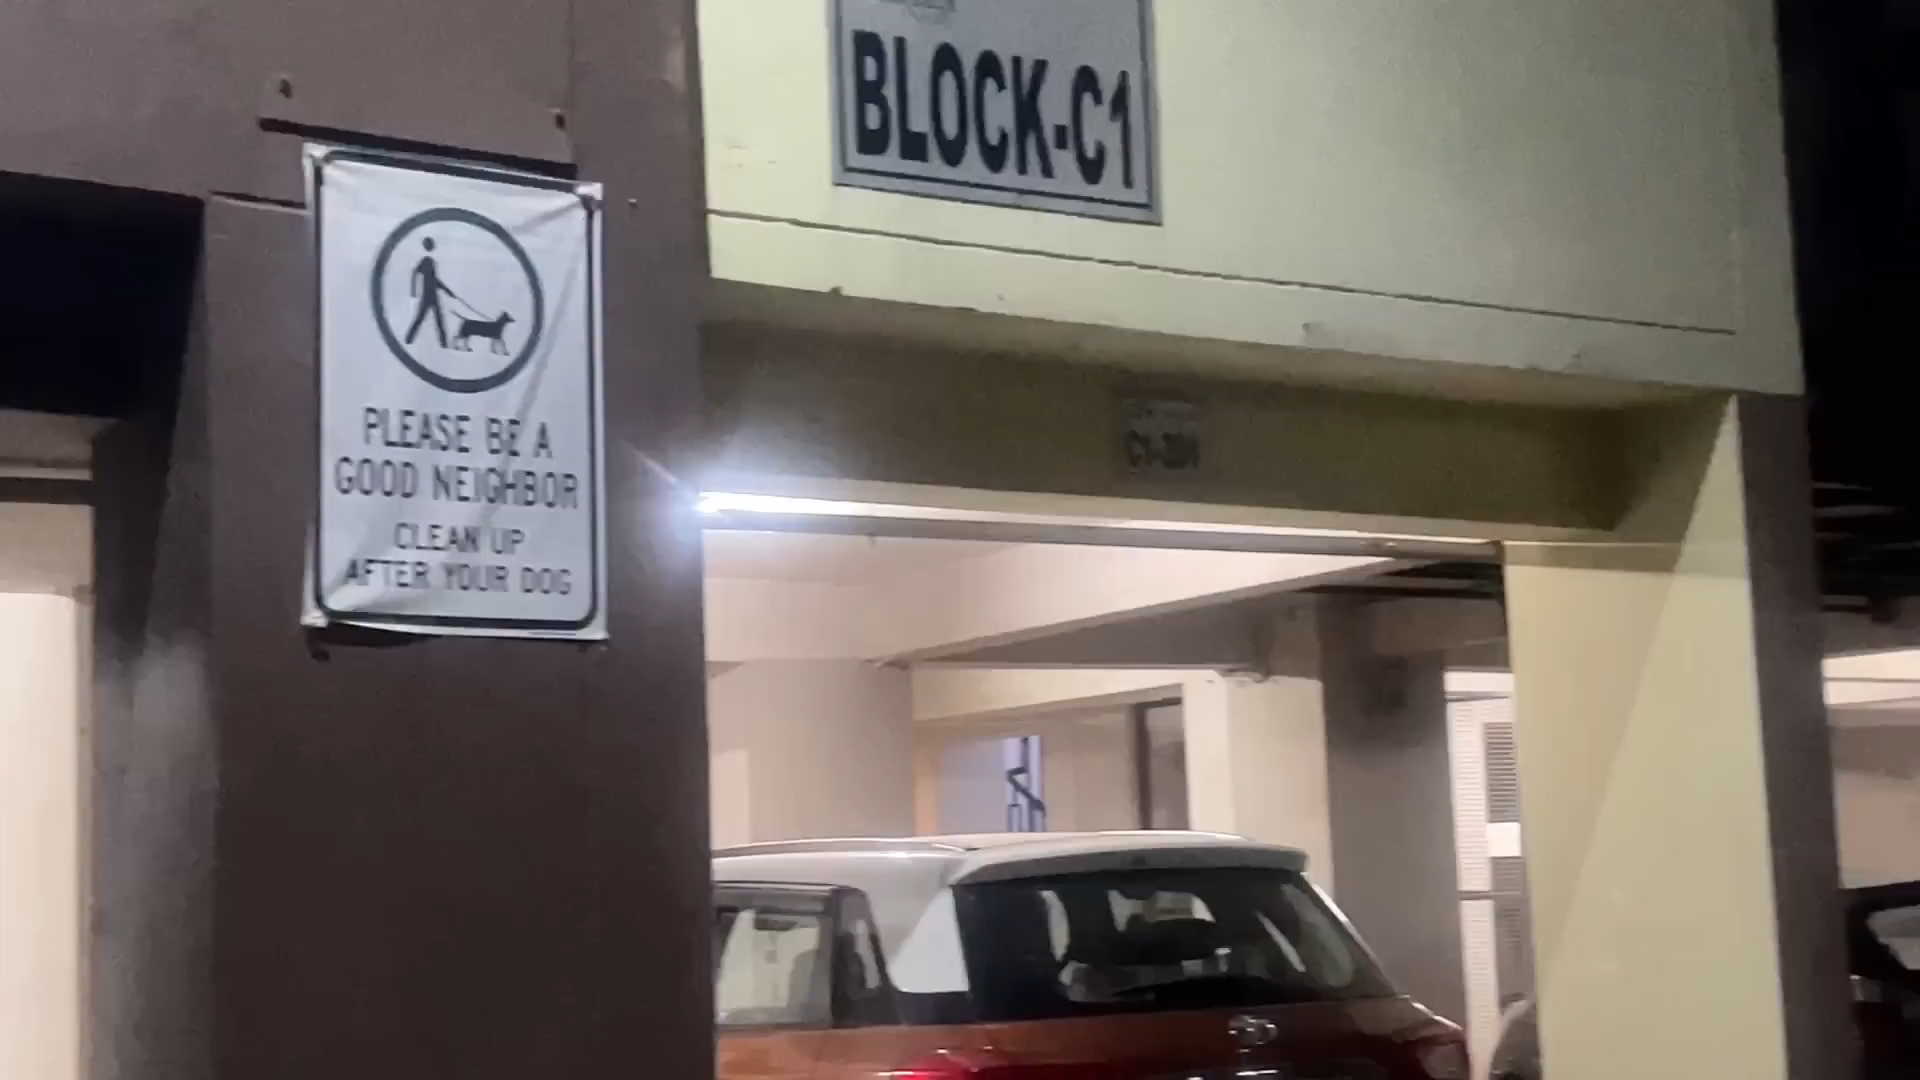 BLOCK-C1
PLEASE BE A
GOOD NEIGHBOR
CLEAN UP
AFTER YOUR DOG